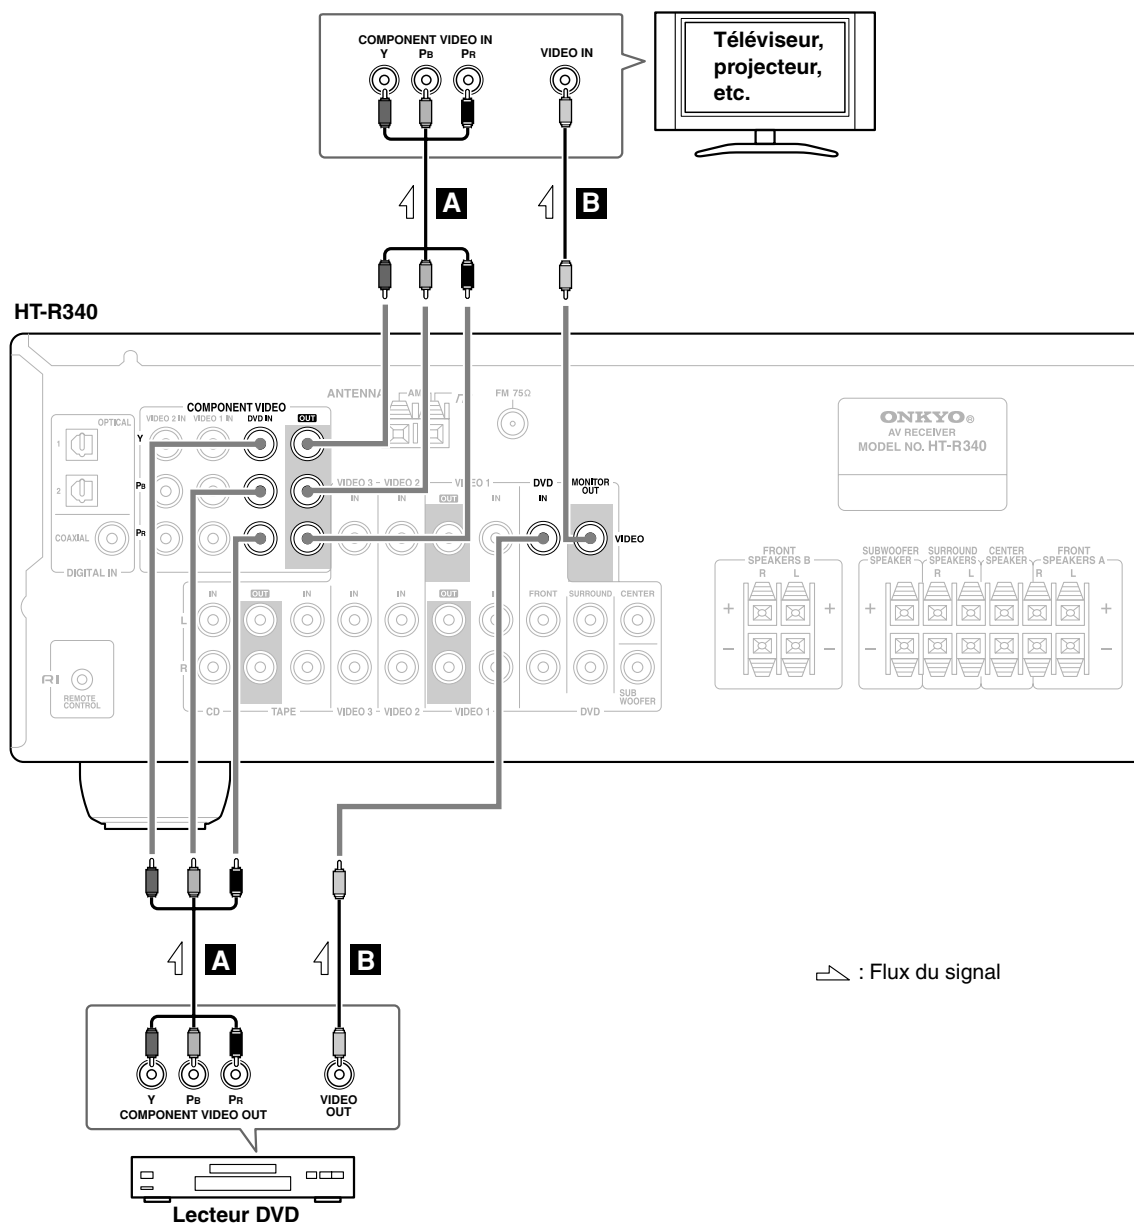 COMPONENT VIDEO IN
Y PB PR
VIDEO IN
Téléviseur,
projecteur,
etc.
A
B
HT-R340
ANTENNA
AM
FM 75Ω
COMPONENT VIDEO
VIDEO 2 IN VIDEO 1 IN DVD IN OUT
OPTICAL
1
2
COAXIAL
DIGITAL IN
Y
PB
PR
ONKYO®
AV RECEIVER
MODEL NO. HT-R340
VIDEO 3 VIDEO 2 VIDEO 1 DVD MONITOR OUT
IN IN OUT IN IN
VIDEO
FRONT SPEAKERS B
R L
SUBWOOFER SPEAKER
SURROUND SPEAKERS
R L
CENTER SPEAKER
FRONT SPEAKERS A
R L
+ + + +
– – – –
IN OUT IN IN IN OUT IN FRONT SURROUND CENTER
L
R
SUB WOOFER
CD TAPE VIDEO 3 VIDEO 2 VIDEO 1 DVD
RI
REMOTE CONTROL
A
B
: Flux du signal
Y PB PR
COMPONENT VIDEO OUT
VIDEO OUT
Lecteur DVD